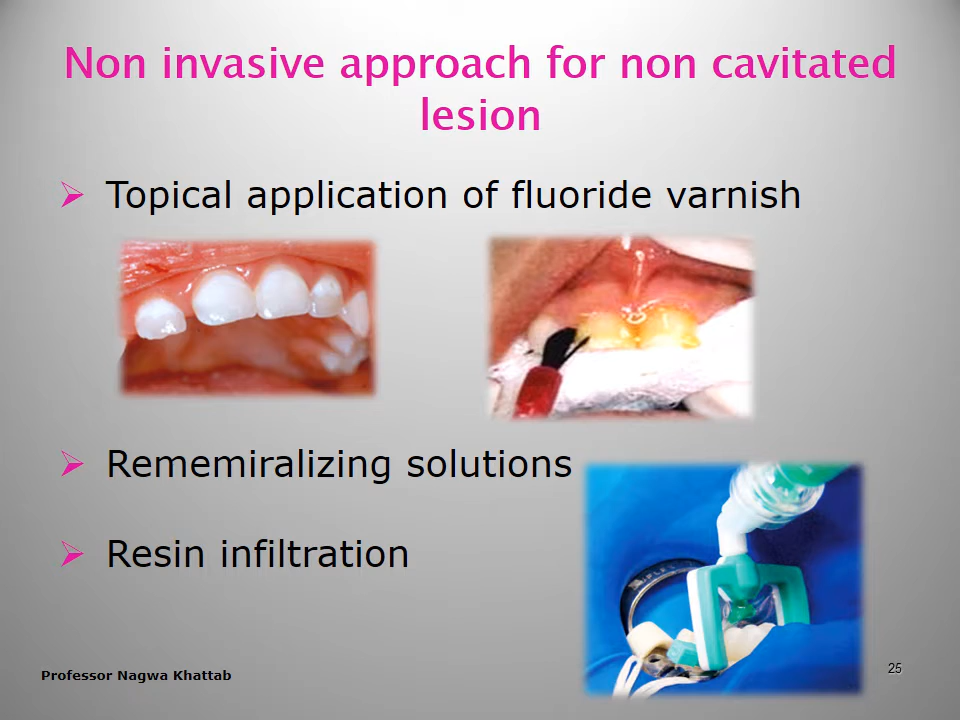 Non invasive approach for non cavitated
lesion
➢ Topical application of fluoride varnish
➢ Rememiralizing solutions
➢ Resin infiltration
Professor Nagwa Khattab
25